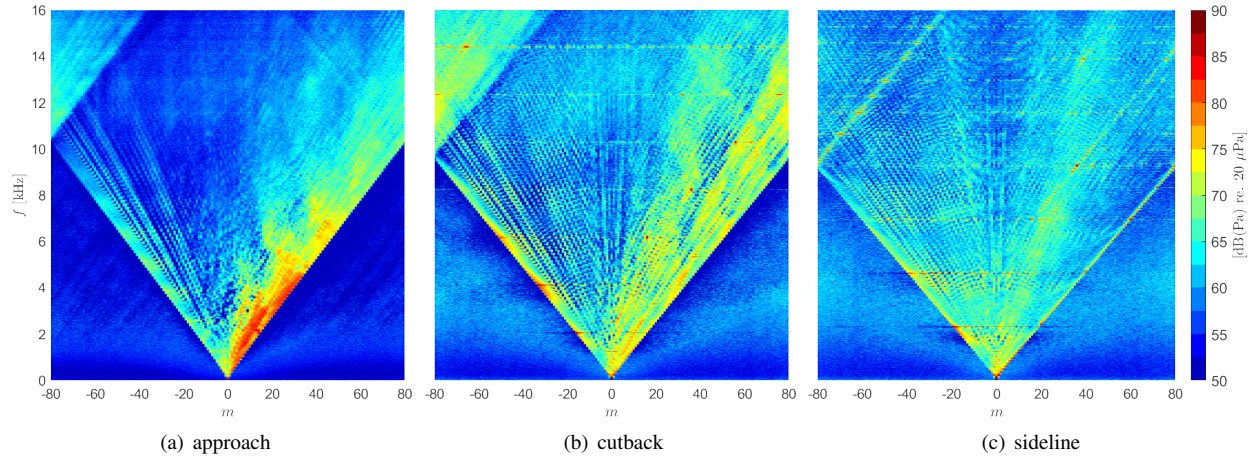 16
14
12
10
8
6
4
2
0
f [kHz]
-80 -60 -40 -20 0 20 40 60 80
m
-80 -60 -40 -20 0 20 40 60 80
m
-80 -60 -40 -20 0 20 40 60 80
m
90
85
80
75
70
65
60
55
50
[dB(Pa) re. 20 μPa]
(a) approach
(b) cutback
(c) sideline